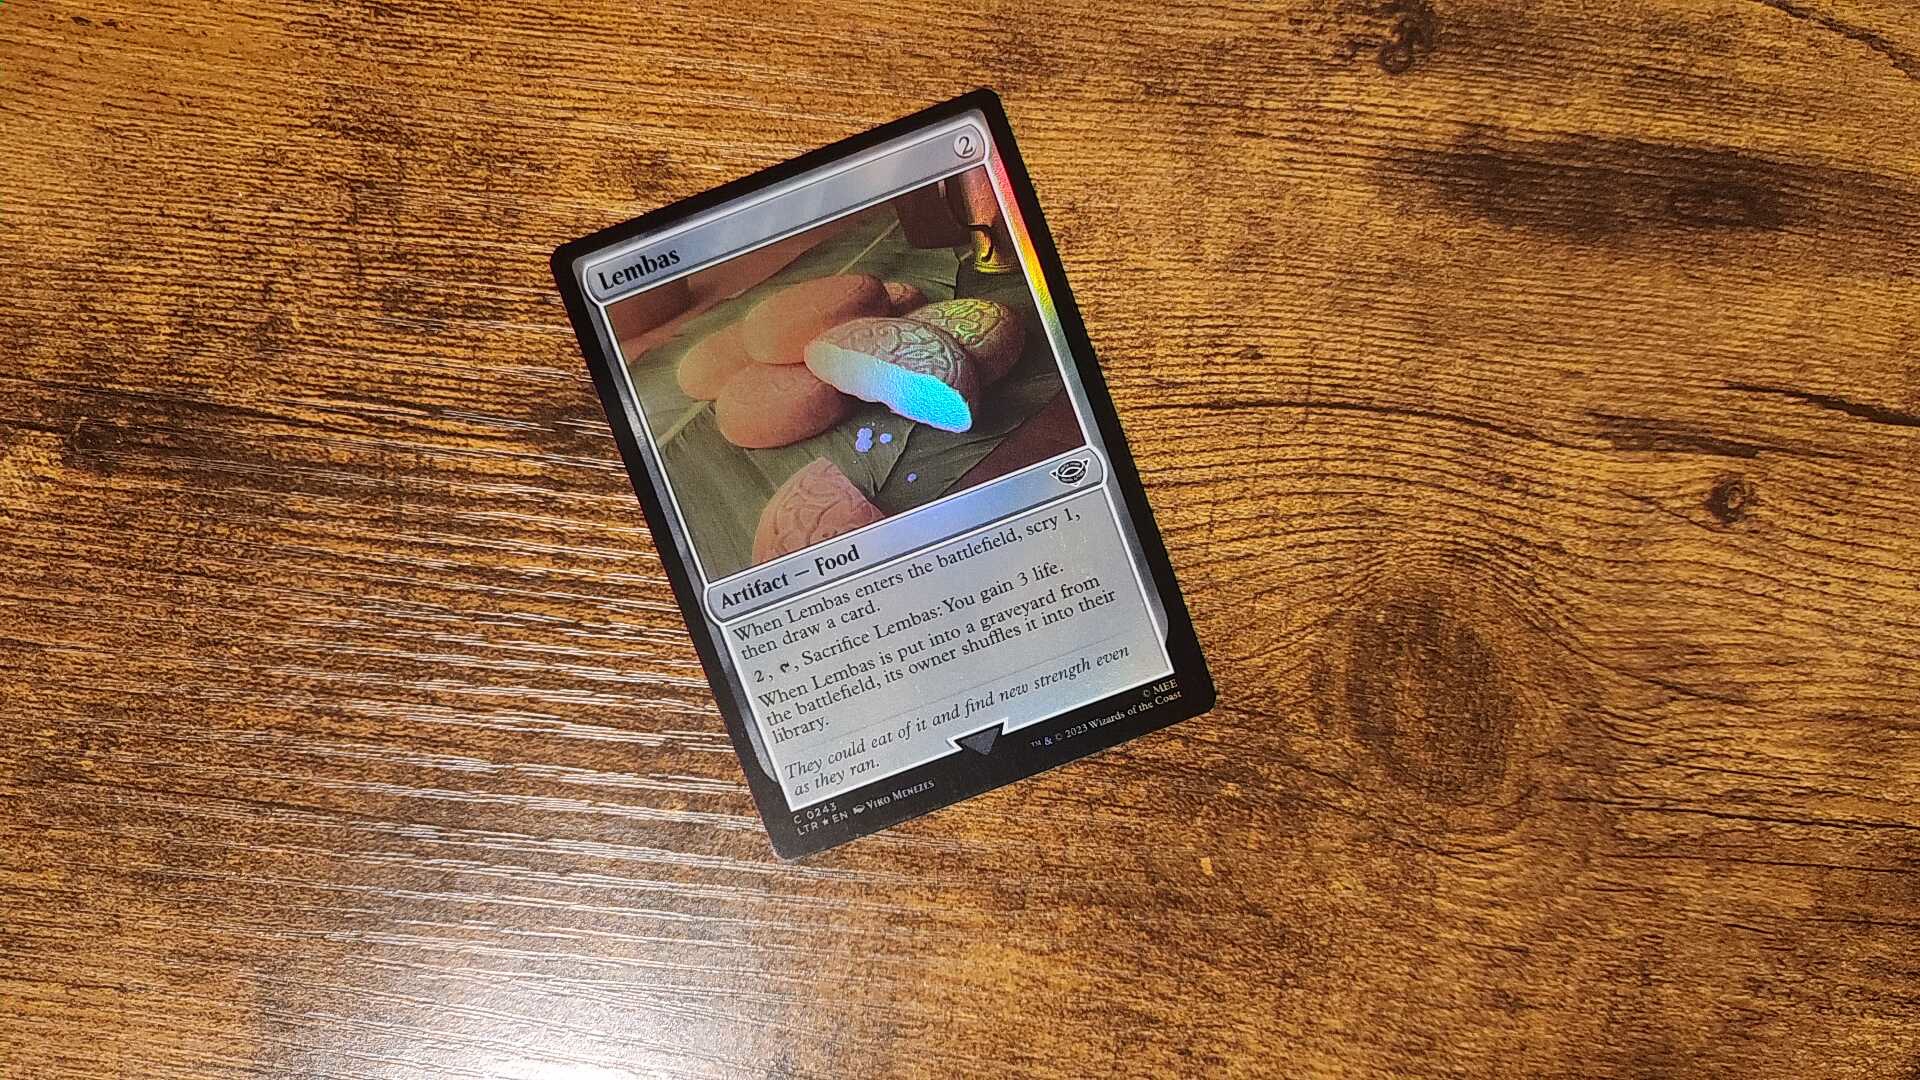 Lembas
2
Artifact — Food
When Lembas enters the battlefield, scry 1,
then draw a card.
2, , Sacrifice Lembas: You gain 3 life.
When Lembas is put into a graveyard from
the battlefield, its owner shuffles it into their
library.
They could eat of it and find new strength even
as they ran.
C 0243
LTR ★ EN Viko Menezes
© MEE
™ & © 2023 Wizards of the Coast